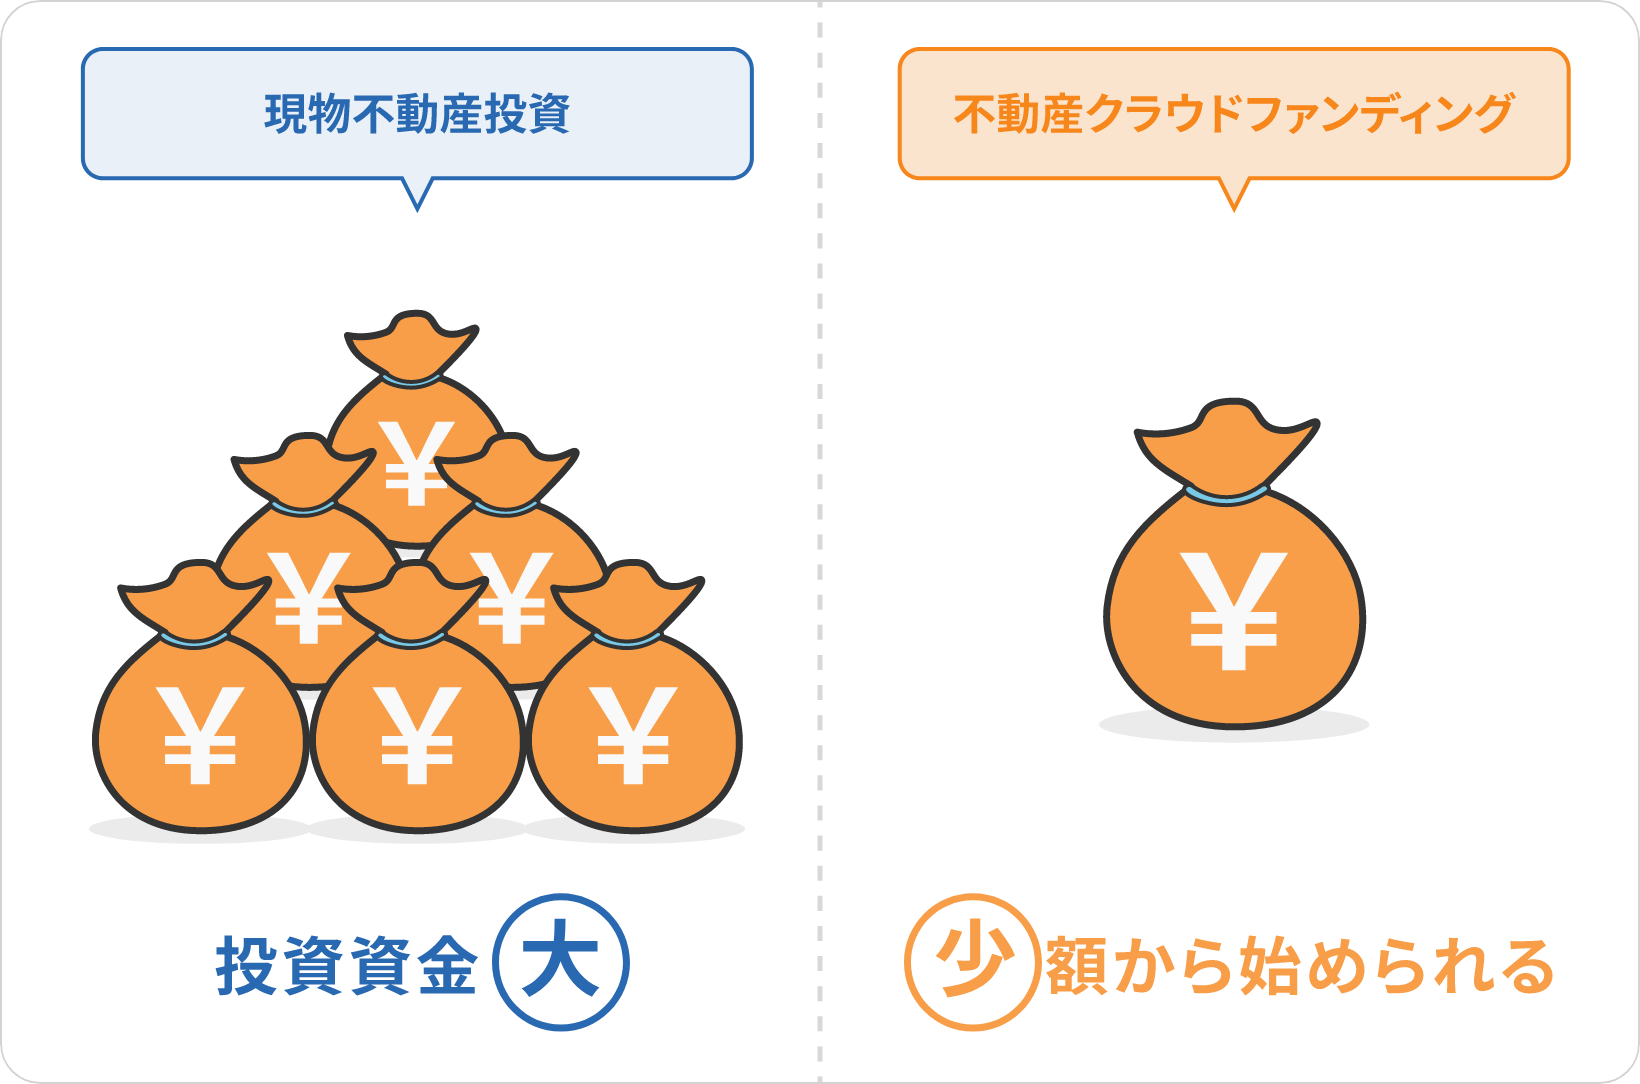 現物不動産投資
¥
¥ ¥
¥ ¥ ¥
投資資金 大
不動産クラウドファンディング
¥
少額から始められる